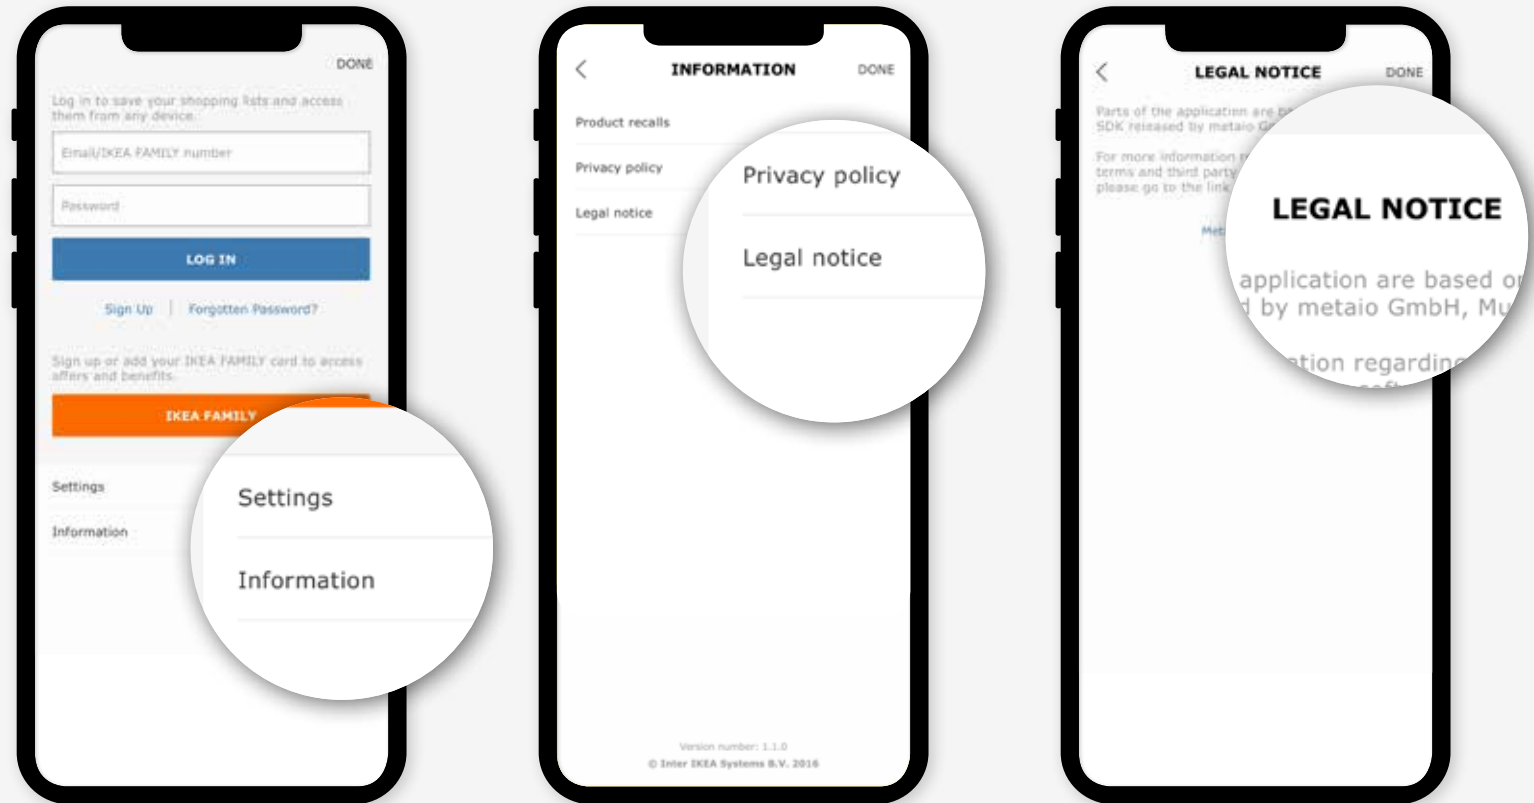 DONE
Log in to save your shopping lists and access
them from any device.
Email/IKEA FAMILY number
Password
LOG IN
Sign Up | Forgotten Password?
Sign up or add your IKEA FAMILY card to access
offers and benefits.
IKEA FAMILY
Settings
Information
Settings
Information
INFORMATION DONE
Product recalls
Privacy policy
Legal notice
Privacy policy
Legal notice
Version number: 1.1.0
© Inter IKEA Systems B.V. 2016
LEGAL NOTICE DONE
Parts of the application are
SDK released by metaio
For more information
terms and third party
please go to the link
LEGAL NOTICE
application are based
by metaio GmbH,
regarding